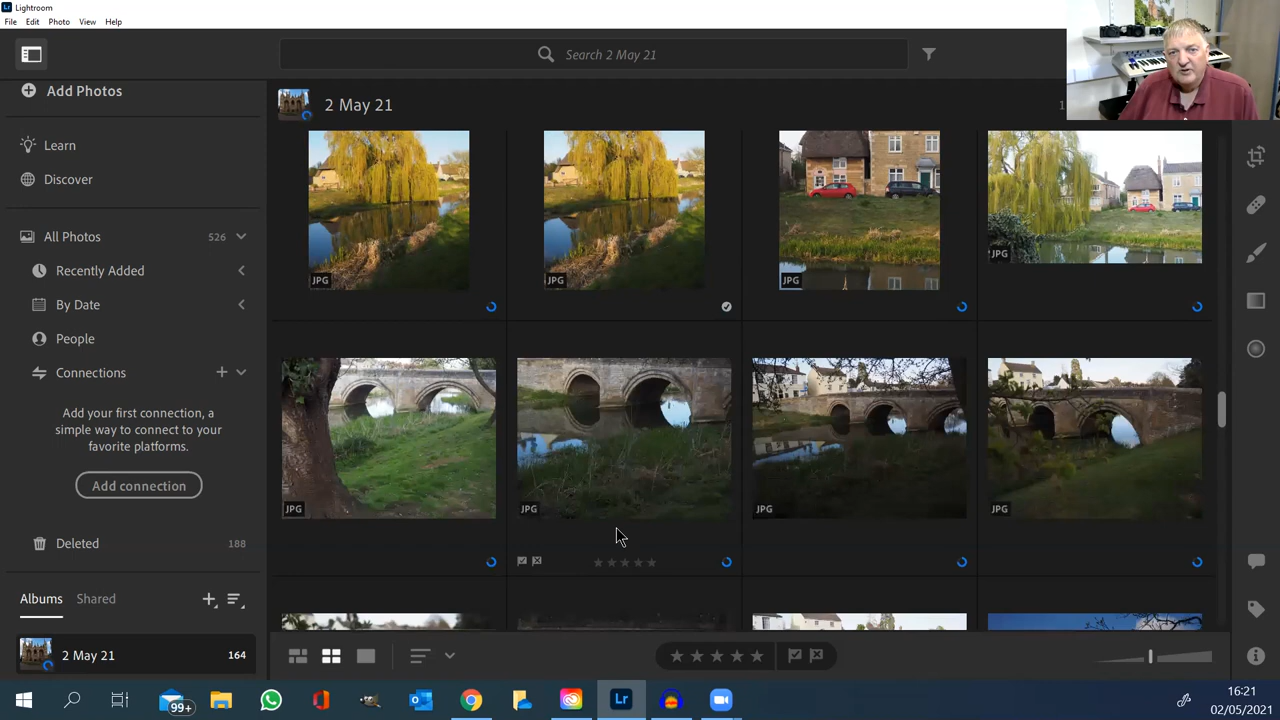 Lr Lightroom
File Edit Photo View Help
Search 2 May 21
Add Photos
2 May 21
Learn
Discover
All Photos 526
Recently Added
By Date
People
Connections
Add your first connection, a
simple way to connect to your
favorite platforms.
Add connection
Deleted 188
Albums Shared
2 May 21 164
JPG JPG JPG JPG
JPG JPG JPG JPG
99+
Lr
16:21
02/05/2021